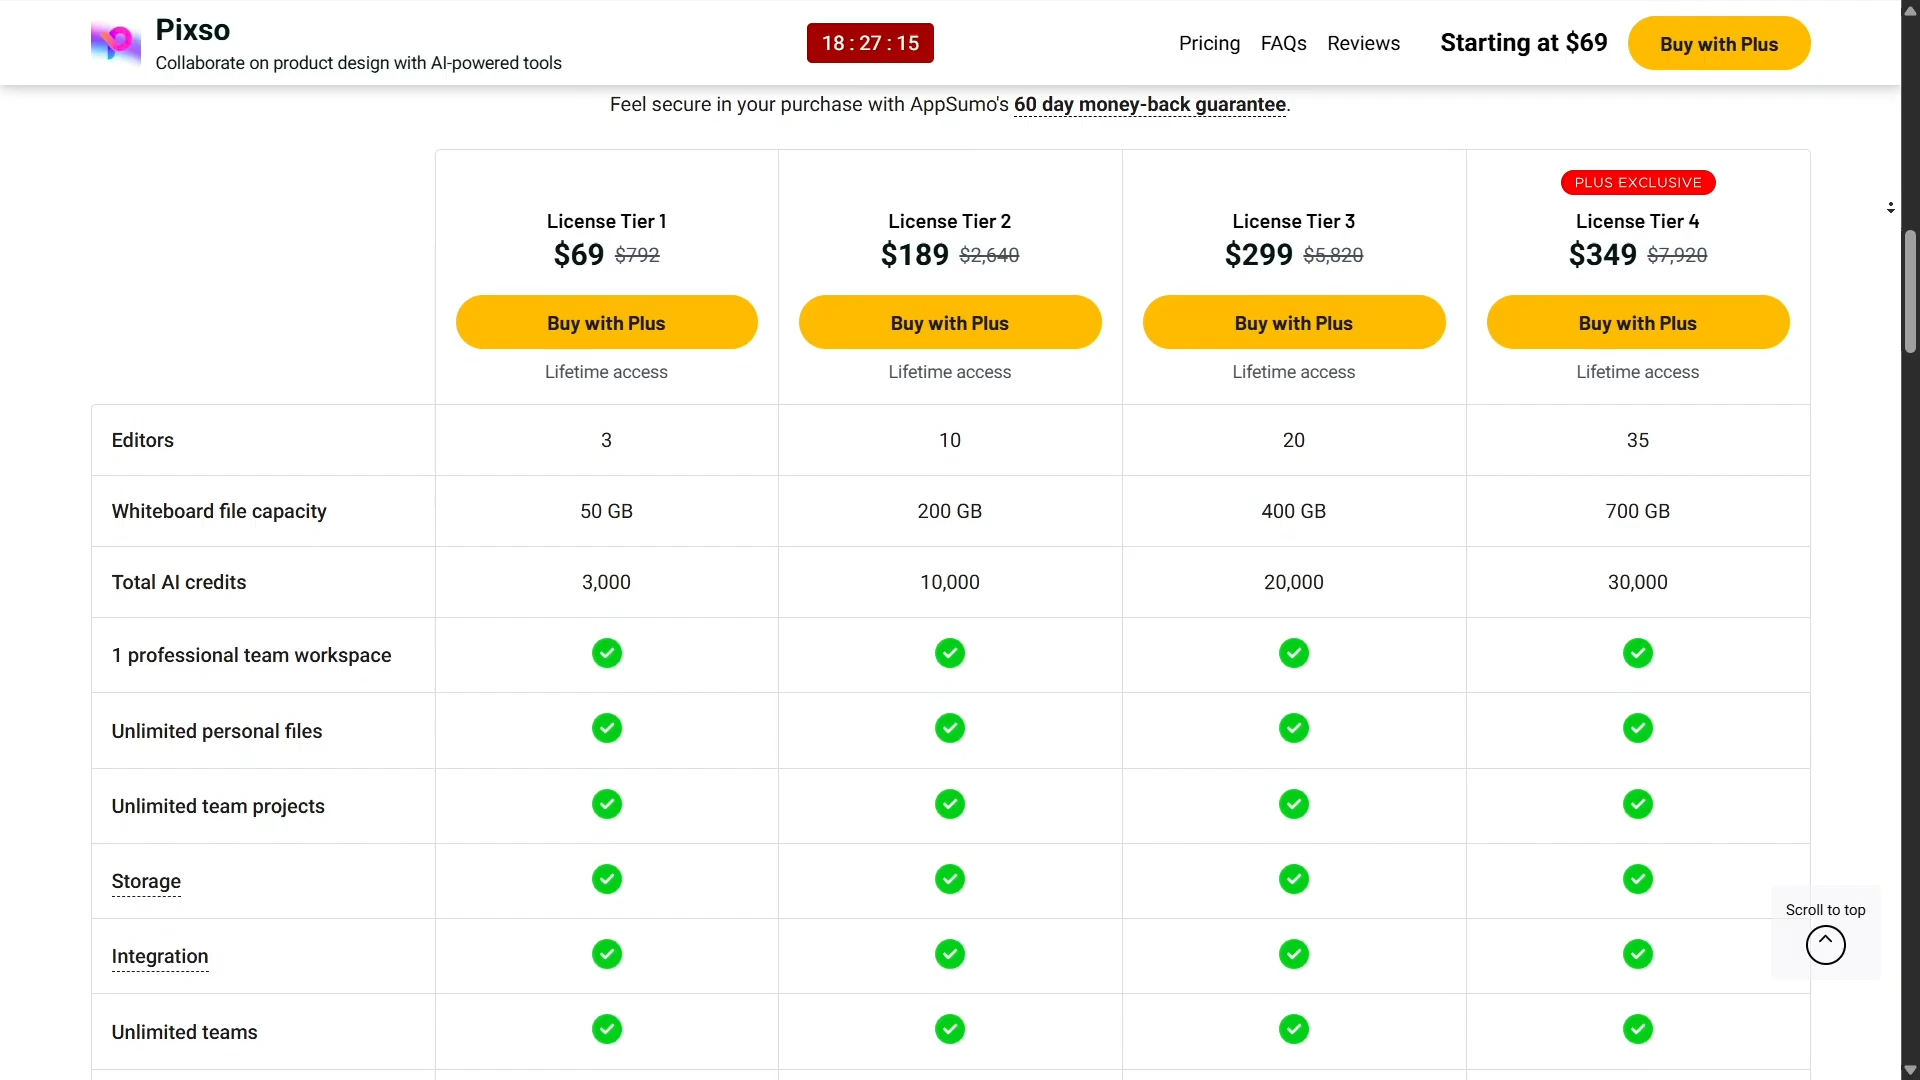 Pixso
Collaborate on product design with AI-powered tools
18 : 27 : 15
Pricing FAQs Reviews Starting at $69 Buy with Plus
Feel secure in your purchase with AppSumo's 60 day money-back guarantee.
PLUS EXCLUSIVE
License Tier 1 License Tier 2 License Tier 3 License Tier 4
$69 $792 $189 $2,640 $299 $5,820 $349 $7,920
Buy with Plus Buy with Plus Buy with Plus Buy with Plus
Lifetime access Lifetime access Lifetime access Lifetime access
Editors 3 10 20 35
Whiteboard file capacity 50 GB 200 GB 400 GB 700 GB
Total AI credits 3,000 10,000 20,000 30,000
1 professional team workspace
Unlimited personal files
Unlimited team projects
Storage
Scroll to top
Integration
Unlimited teams